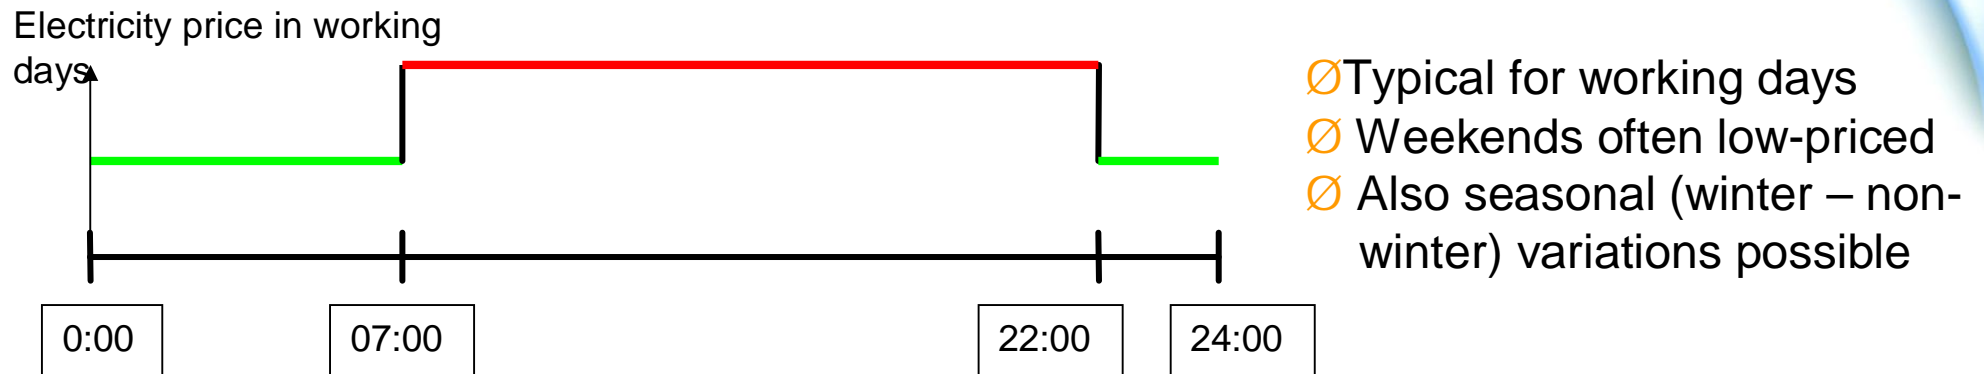 Electricity price in working
days
0:00
07:00
22:00
24:00
ØTypical for working days
Ø Weekends often low-priced
Ø Also seasonal (winter – non-
winter) variations possible